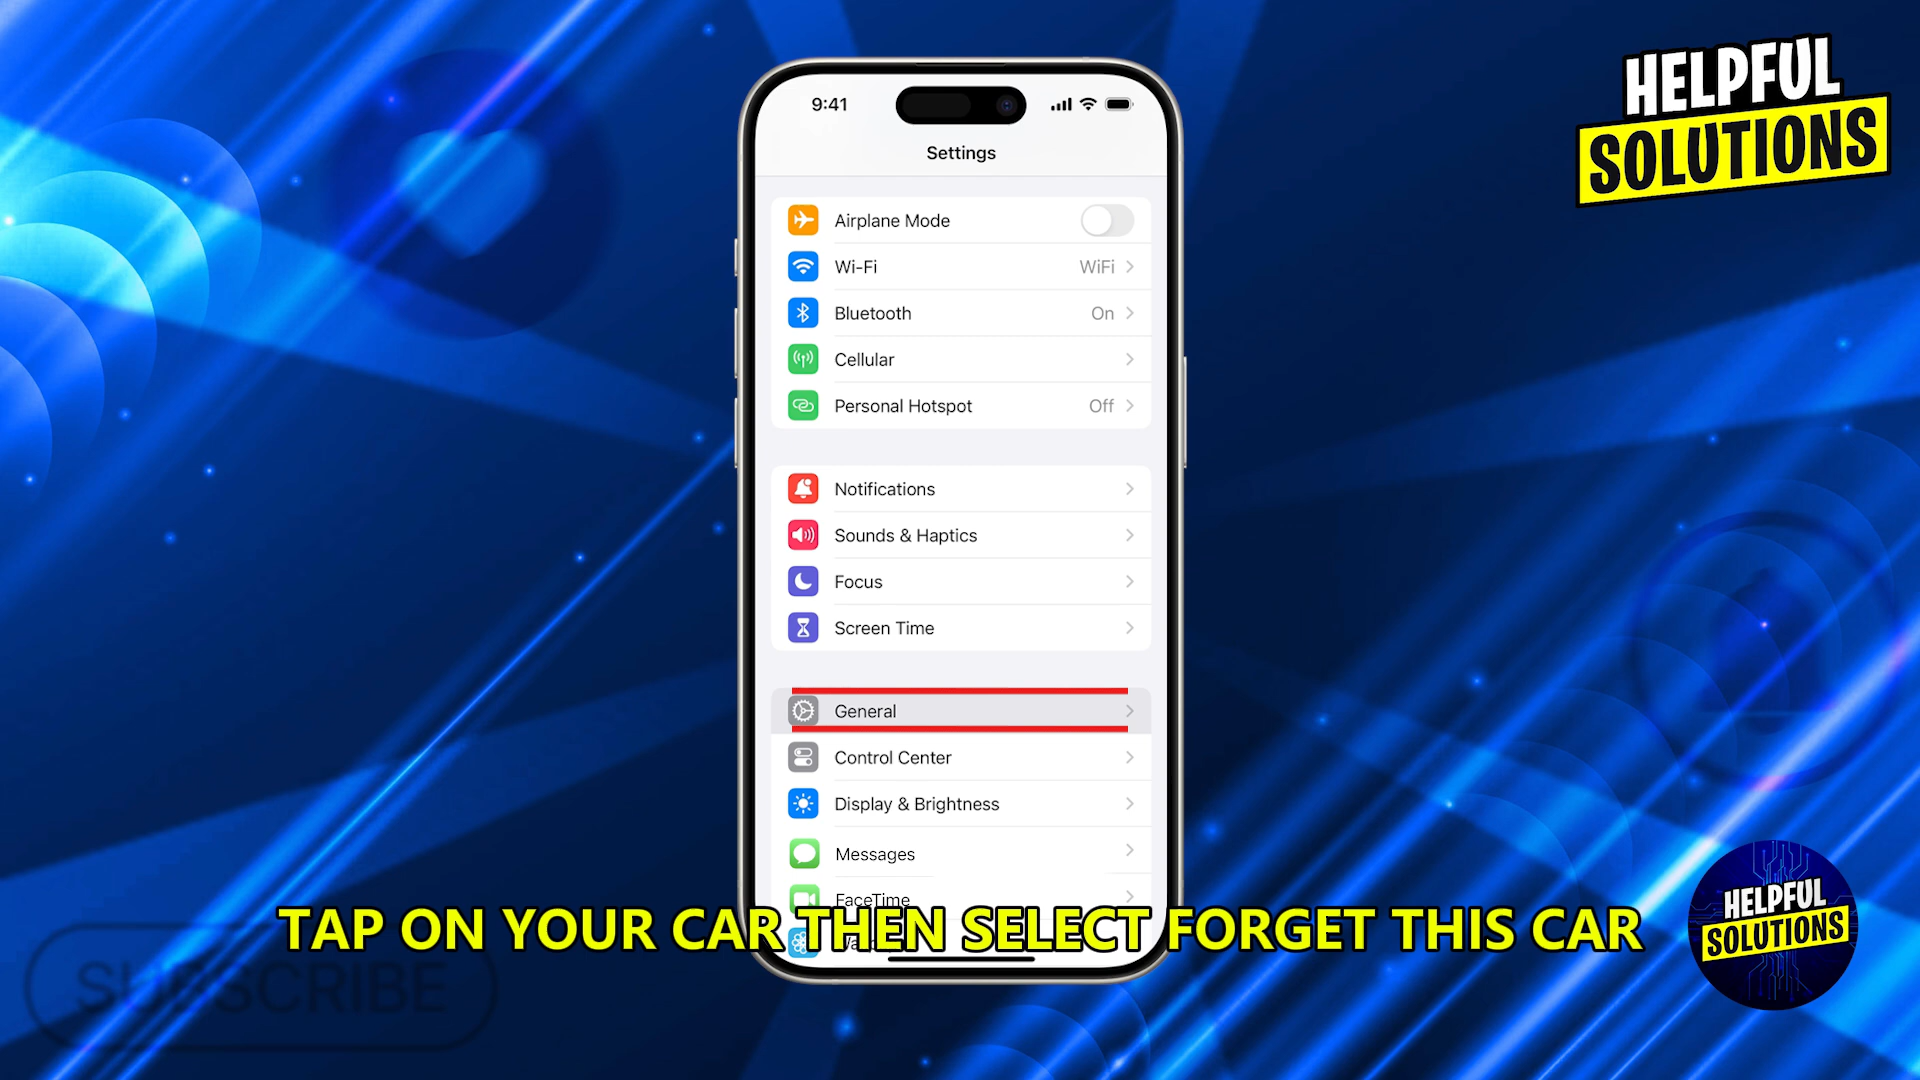 HELPFUL
SOLUTIONS
9:41
Settings
Airplane Mode
Wi-Fi WiFi
Bluetooth On
Cellular
Personal Hotspot Off
Notifications
Sounds & Haptics
Focus
Screen Time
General
Control Center
Display & Brightness
Messages
FaceTime
TAP ON YOUR CAR THEN SELECT FORGET THIS CAR
HELPFUL
SOLUTIONS
SUBSCRIBE